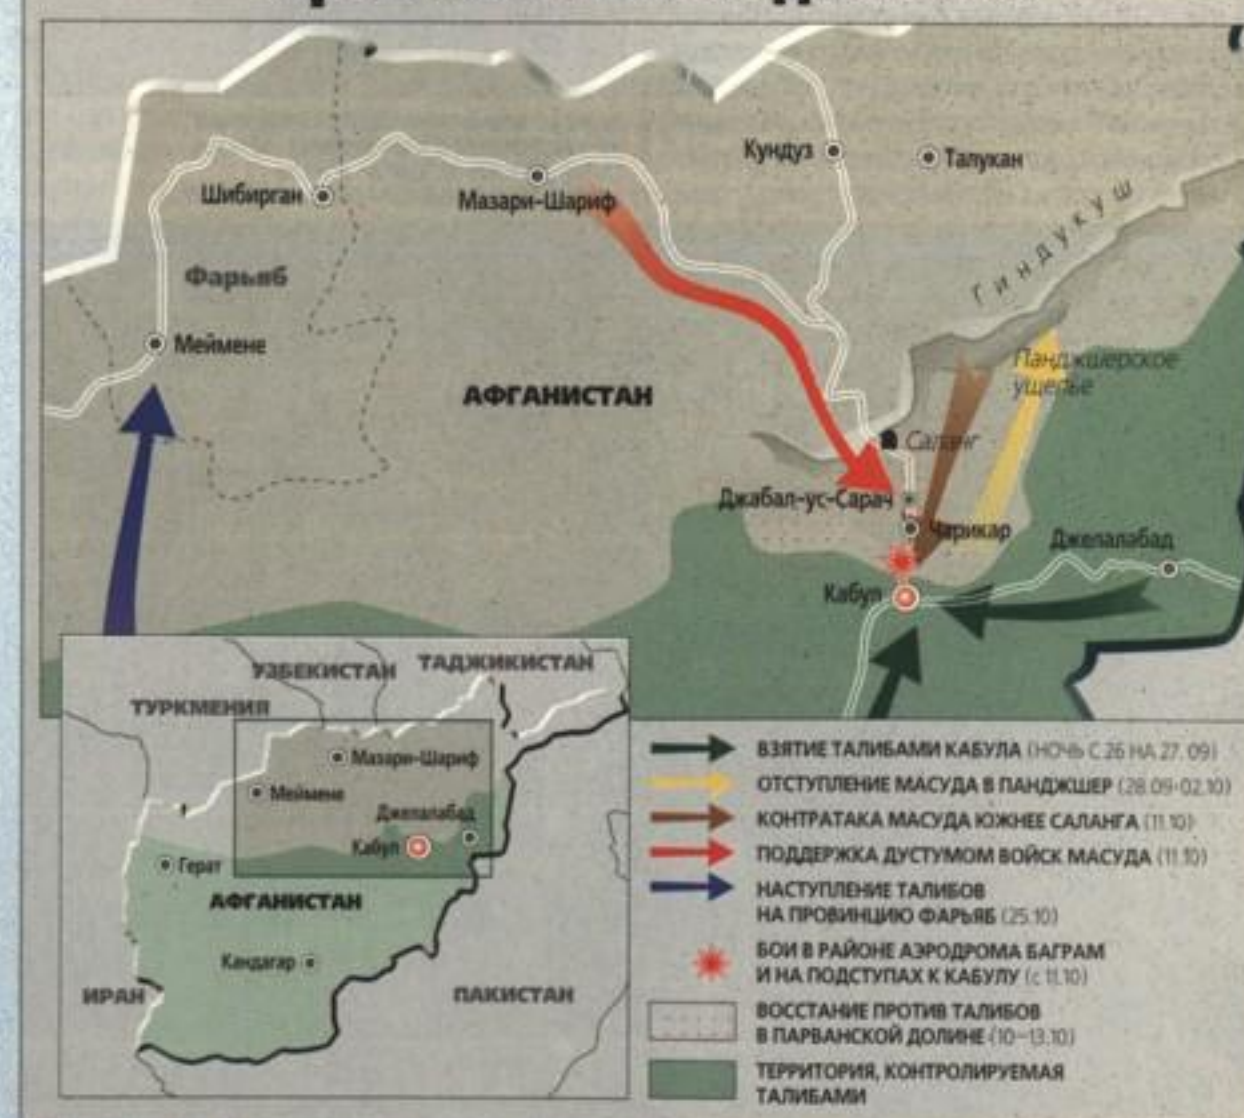 Кундуз
Талукан
Шибирган
Мазари-Шариф
Гиндукуш
Фарьяб
Меймене
Панджшерское
ущелье
АФГАНИСТАН
Саланг
Джабал-ус-Сарач
Чарикар
Джелалабад
Кабул
УЗБЕКИСТАН
ТАДЖИКИСТАН
ТУРКМЕНИЯ
Мазари-Шариф
Меймене
Джелалабад
Кабул
Герат
АФГАНИСТАН
Кандагар
ИРАН
ПАКИСТАН
ВЗЯТИЕ ТАЛИБАМИ КАБУЛА (НОЧЬ С 26 НА 27. 09)
ОТСТУПЛЕНИЕ МАСУДА В ПАНДЖШЕР (28.09-02.10)
КОНТРАТАКА МАСУДА ЮЖНЕЕ САЛАНГА (11.10)
ПОДДЕРЖКА ДУСТУМОМ ВОЙСК МАСУДА (11.10)
НАСТУПЛЕНИЕ ТАЛИБОВ
НА ПРОВИНЦИЮ ФАРЬЯБ (25.10)
БОИ В РАЙОНЕ АЭРОДРОМА БАГРАМ
И НА ПОДСТУПАХ К КАБУЛУ (с 11.10)
ВОССТАНИЕ ПРОТИВ ТАЛИБОВ
В ПАРВАНСКОЙ ДОЛИНЕ (10-13.10)
ТЕРРИТОРИЯ, КОНТРОЛИРУЕМАЯ
ТАЛИБАМИ